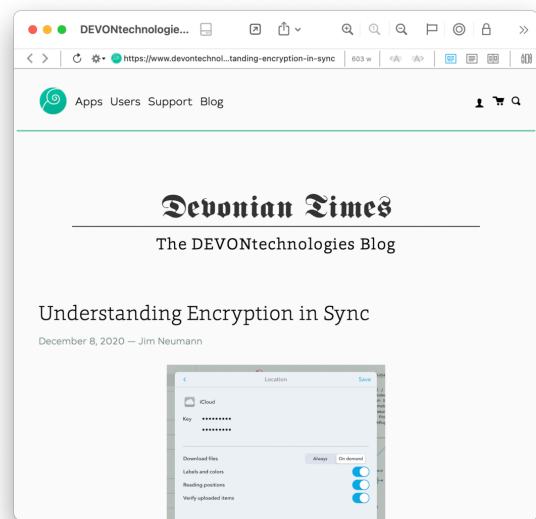 DEVONtechnologie...
https://www.devontechnol...tanding-encryption-in-sync
603 w
Apps Users Support Blog
Devonian Times
The DEVONtechnologies Blog
Understanding Encryption in Sync
December 8, 2020 — Jim Neumann
Location
Save
iCloud
Key
Download files
Always
On demand
Labels and colors
Reading positions
Verify uploaded items